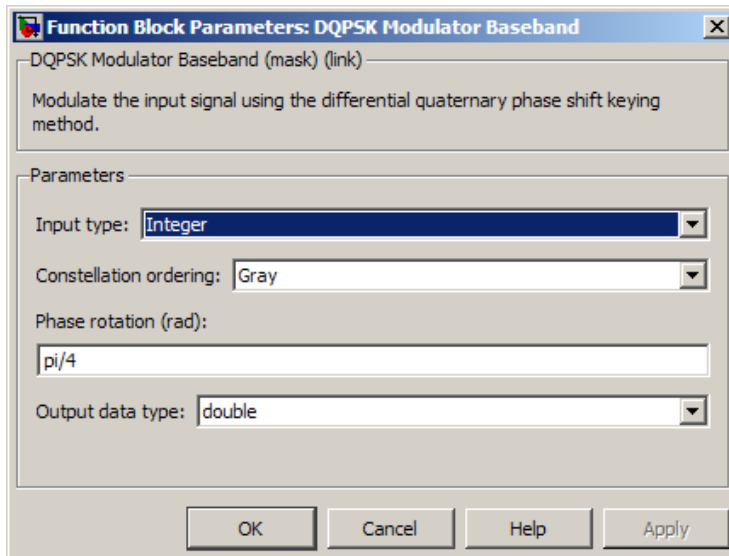 Function Block Parameters: DQPSK Modulator Baseband
DQPSK Modulator Baseband (mask) (link)
Modulate the input signal using the differential quaternary phase shift keying
method.
Parameters
Input type: Integer
Constellation ordering: Gray
Phase rotation (rad):
pi/4
Output data type: double
OK Cancel Help Apply